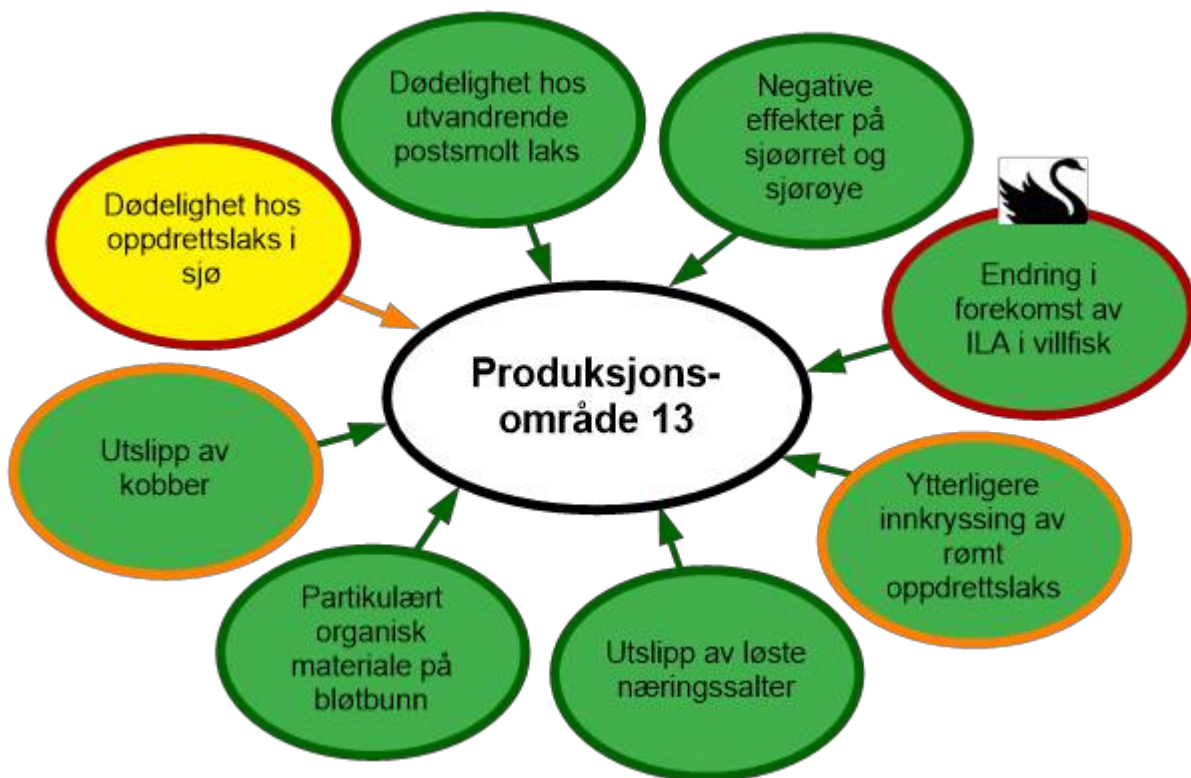 Dødelighet hos
utvandrende
postsmolt laks
Negative
effekter på
sjøørret og
sjørøye
Dødelighet hos
oppdrettslaks i
sjø
Endring i
forekomst av
ILA i villfisk
Produksjons-
område 13
Utslipp av
kobber
Ytterligere
innkryssing av
rømt
oppdrettslaks
Partikulært
organisk
materiale på
bløtbunn
Utslipp av løste
næringssalter